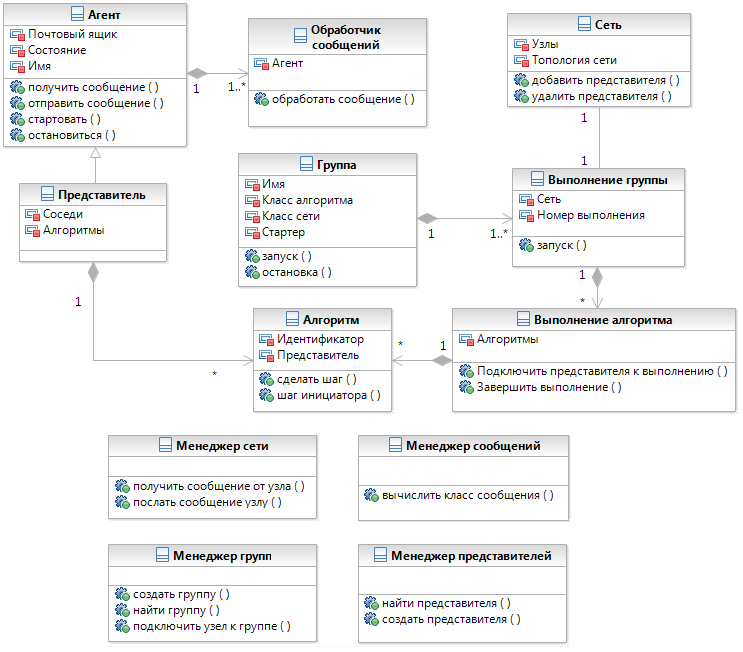 Агент
Почтовый ящик
Состояние
Имя
получить сообщение ( )
отправить сообщение ( )
стартовать ( )
остановиться ( )
1
1..*
Обработчик
сообщений
Агент
обработать сообщение ( )
Сеть
Узлы
Топология сети
добавить представителя ( )
удалить представителя ( )
1
1
Представитель
Соседи
Алгоритмы
1
*
Группа
Имя
Класс алгоритма
Класс сети
Стартер
запуск ( )
остановка ( )
1
1..*
Выполнение группы
Сеть
Номер выполнения
запуск ( )
1
*
Алгоритм
Идентификатор
Представитель
сделать шаг ( )
шаг инициатора ( )
*
1
Выполнение алгоритма
Алгоритмы
Подключить представителя к выполнению ( )
Завершить выполнение ( )
Менеджер сети
получить сообщение от узла ( )
послать сообщение узлу ( )
Менеджер сообщений
вычислить класс сообщения ( )
Менеджер групп
создать группу ( )
найти группу ( )
подключить узел к группе ( )
Менеджер представителей
найти представителя ( )
создать представителя ( )